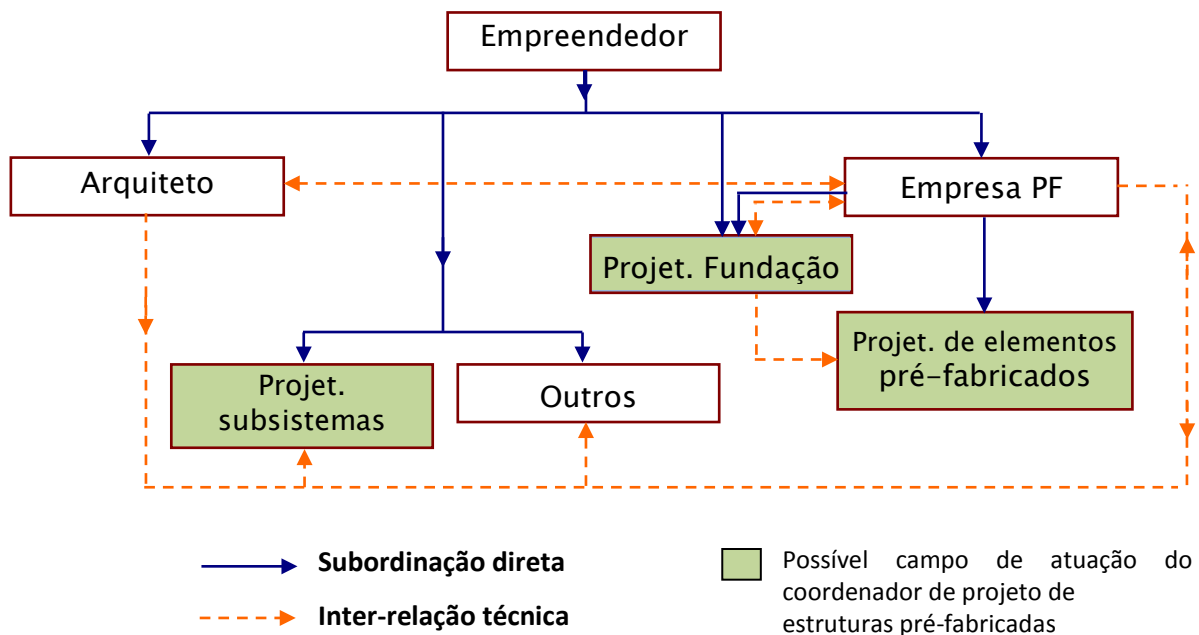 Empreendedor
Arquiteto
Empresa PF
Projet. Fundação
Projet. de elementos
pré-fabricados
Projet.
subsistemas
Outros
Subordinação direta
Inter-relação técnica
Possível campo de atuação do
coordenador de projeto de
estruturas pré-fabricadas